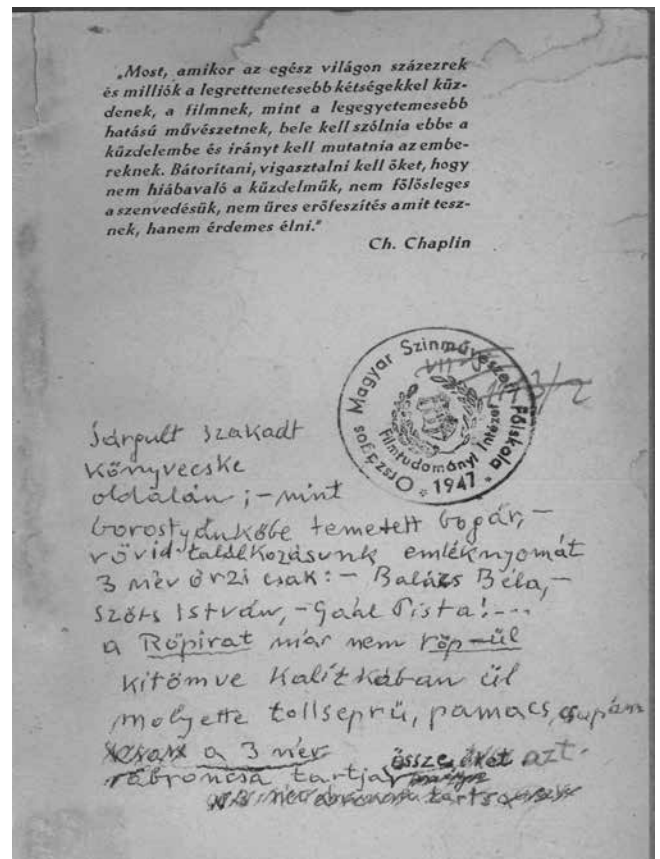 „Most, amikor az egész világon százezrek
és milliók a legrettenetesebb kétségekkel küz-
denek, a filmnek, mint a legegyetemesebb
hatású művészetnek, bele kell szólnia ebbe a
küzdelembe és irányt kell mutatnia az embe-
reknek. Bátorítani, vigasztalni kell őket, hogy
nem hiábavaló a küzdelmük, nem fölösleges
a szenvedésük, nem üres erőfeszítés amit tesz-
nek, hanem érdemes élni."
Ch. Chaplin
Országos Magyar Szinművészeti Főiskola
Filmtudományi Intézet
* 1947 *
Sárgult szakadt
könyvecske
oldalán ; – mint
borostyánkőbe temetett bogár, –
rövid találkozásunk emléknyomát
3 név őrzi csak : – Balázs Béla, –
Szőts István, – Gaál Pista! – ...
a Röpirat már nem röp-ül
kitömve Kalitkában ül
molyette tollseprű, pamacs, csupán
a 3 név
abroncsa tartja össze azt.